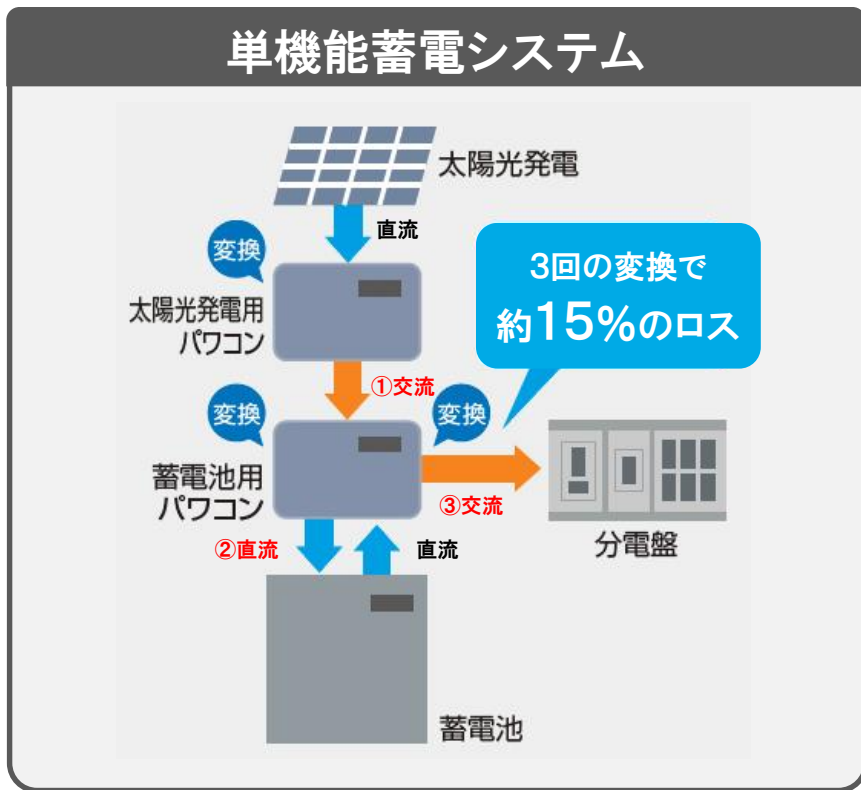 単機能蓄電システム
太陽光発電
直流
変換
太陽光発電用
パワコン
3回の変換で
約15%のロス
①交流
変換
変換
蓄電池用
パワコン
③交流
分電盤
②直流
直流
蓄電池